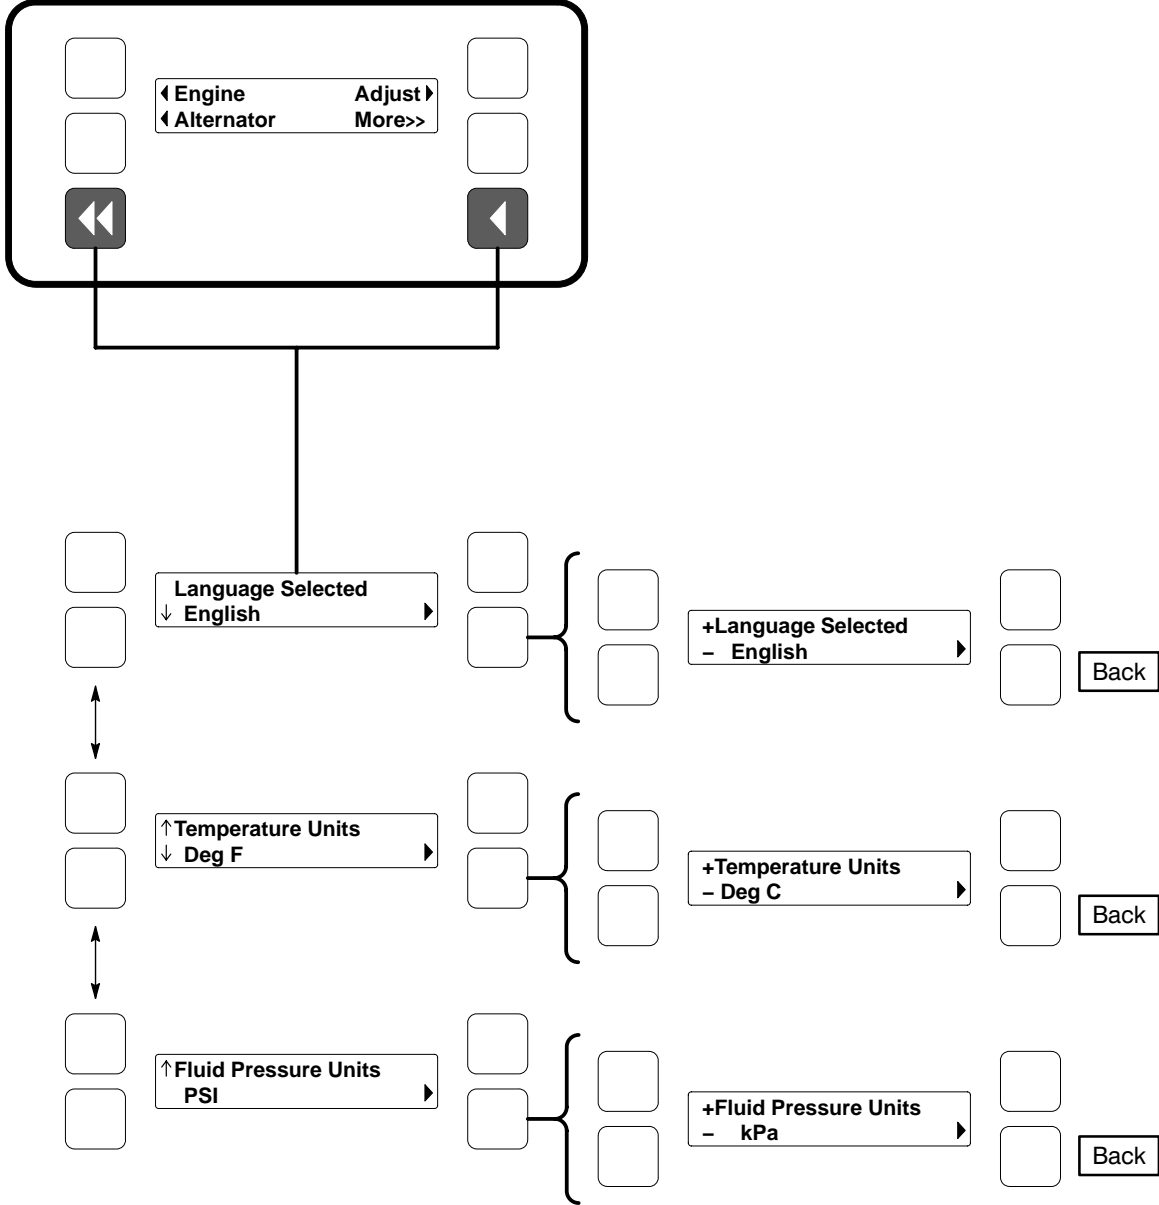 Engine Adjust
Alternator More>>
Language Selected
↓ English
+Language Selected
– English
Back
↑Temperature Units
↓ Deg F
+Temperature Units
– Deg C
Back
↑Fluid Pressure Units
PSI
+Fluid Pressure Units
– kPa
Back